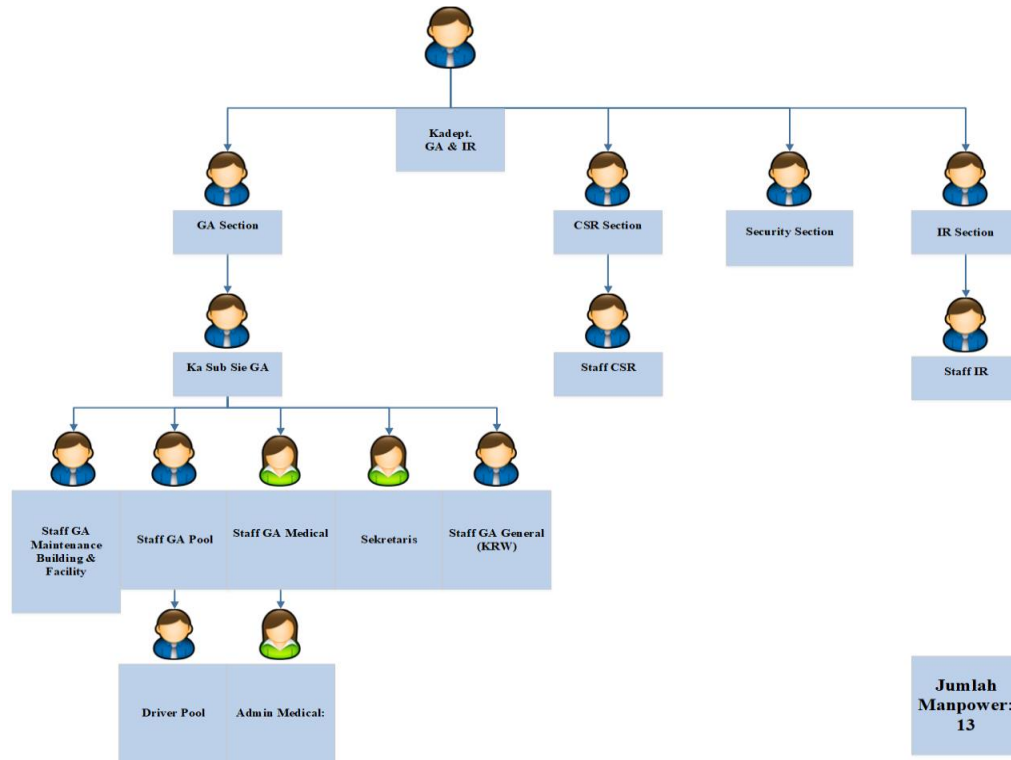 Kadept.
GA & IR
GA Section
CSR Section
Security Section
IR Section
Ka Sub Sie GA
Staff CSR
Staff IR
Staff GA
Maintenance
Building &
Facility
Staff GA Pool
Staff GA Medical
Sekretaris
Staff GA General
(KRW)
Driver Pool
Admin Medical:
Jumlah
Manpower:
13